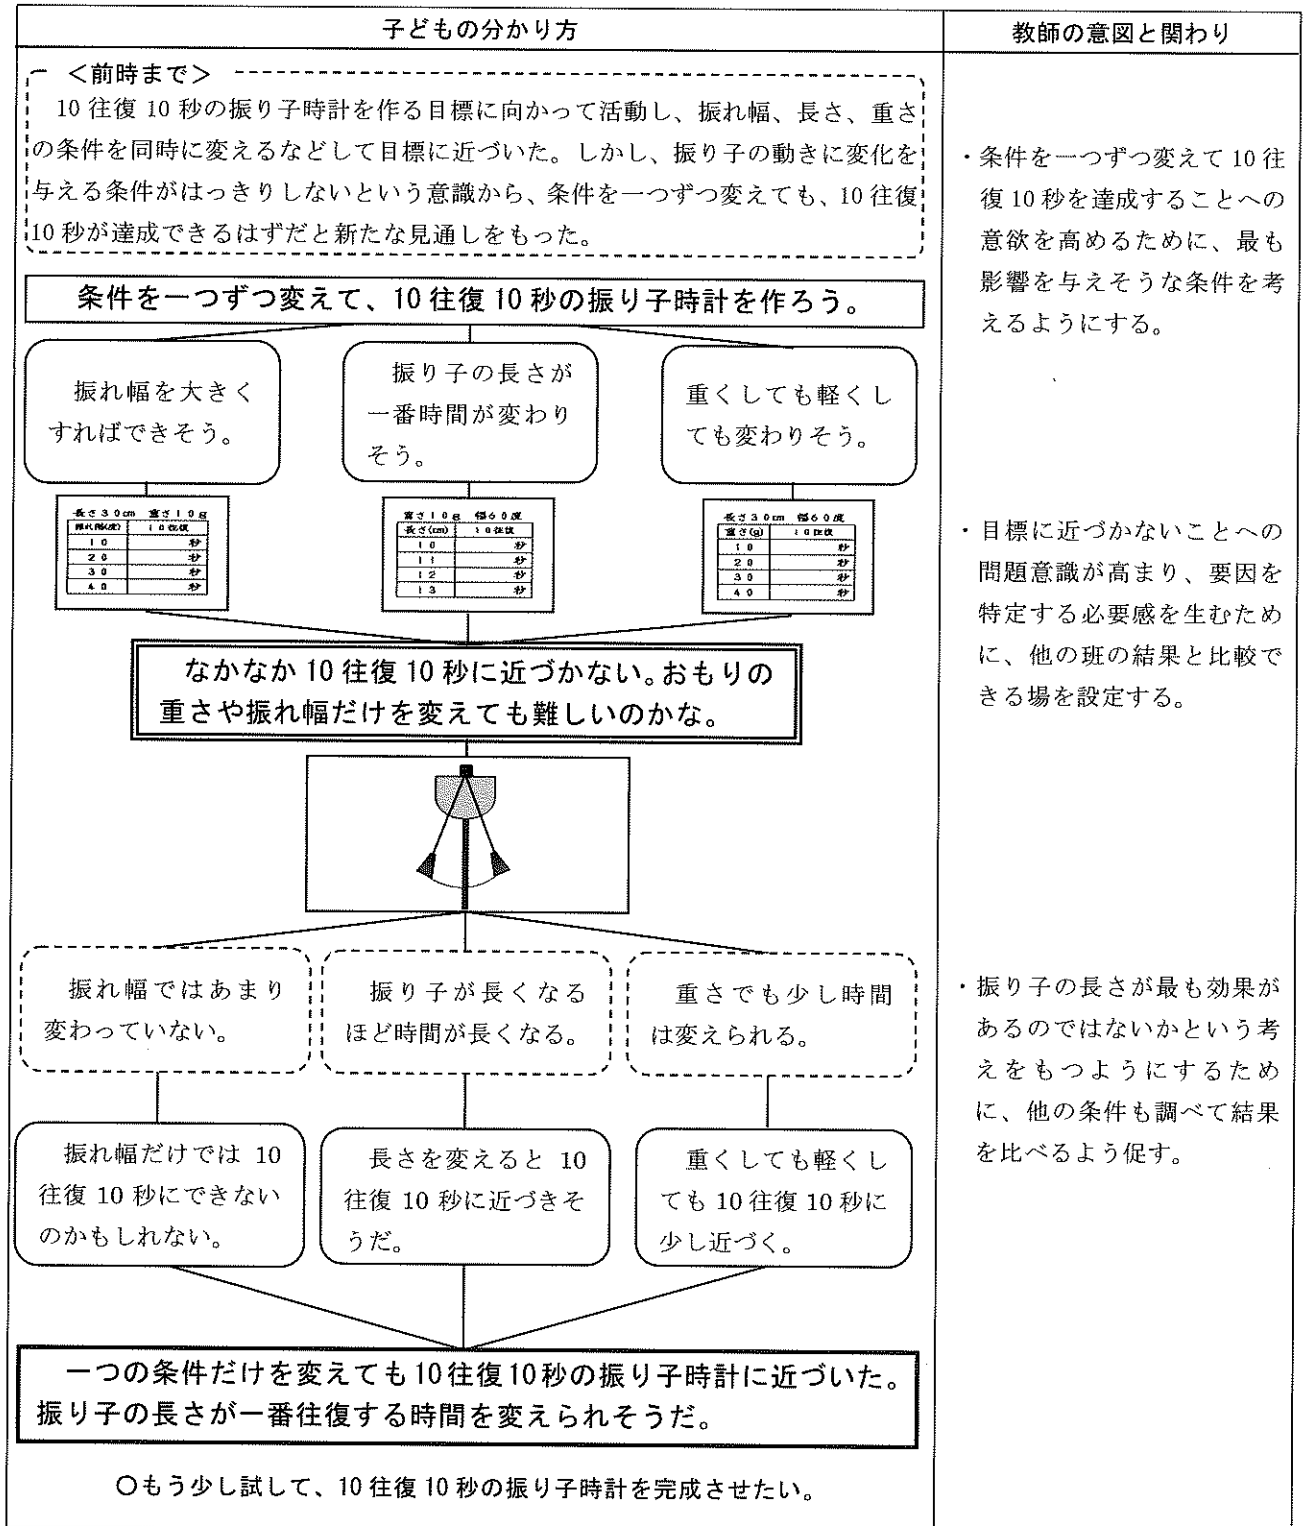 子どもの分かり方
教師の意図と関わり
<前時まで>
10往復10秒の振り子時計を作る目標に向かって活動し、振れ幅、長さ、重さ
の条件を同時に変えるなどして目標に近づいた。しかし、振り子の動きに変化を
与える条件がはっきりしないという意識から、条件を一つずつ変えても、10往復
10秒が達成できるはずだと新たな見通しをもった。
条件を一つずつ変えて、10往復10秒の振り子時計を作ろう。
振れ幅を大きく
すればできそう。
振り子の長さが
一番時間が変わり
そう。
重くしても軽くし
ても変わりそう。
長さ30cm 重さ10g
振れ幅(度) 10往復
10 秒
20 秒
30 秒
40 秒
重さ10g 幅60度
長さ(cm) 10往復
10 秒
11 秒
12 秒
13 秒
長さ30cm 幅60度
重さ(g) 10往復
10 秒
20 秒
30 秒
40 秒
なかなか10往復10秒に近づかない。おもりの
重さや振れ幅だけを変えても難しいのかな。
振れ幅ではあまり
変わっていない。
振り子が長くなる
ほど時間が長くなる。
重さでも少し時間
は変えられる。
振れ幅だけでは 10
往復 10 秒にできない
のかもしれない。
長さを変えると 10
往復 10 秒に近づきそ
うだ。
重くしても軽くし
ても10往復10秒に
少し近づく。
一つの条件だけを変えても10往復10秒の振り子時計に近づいた。
振り子の長さが一番往復する時間を変えられそうだ。
○もう少し試して、10往復10秒の振り子時計を完成させたい。
・条件を一つずつ変えて10往
復10秒を達成することへの
意欲を高めるために、最も
影響を与えそうな条件を考
えるようにする。
・目標に近づかないことへの
問題意識が高まり、要因を
特定する必要感を生むため
に、他の班の結果と比較で
きる場を設定する。
・振り子の長さが最も効果が
あるのではないかという考
えをもつようにするため
に、他の条件も調べて結果
を比べるよう促す。